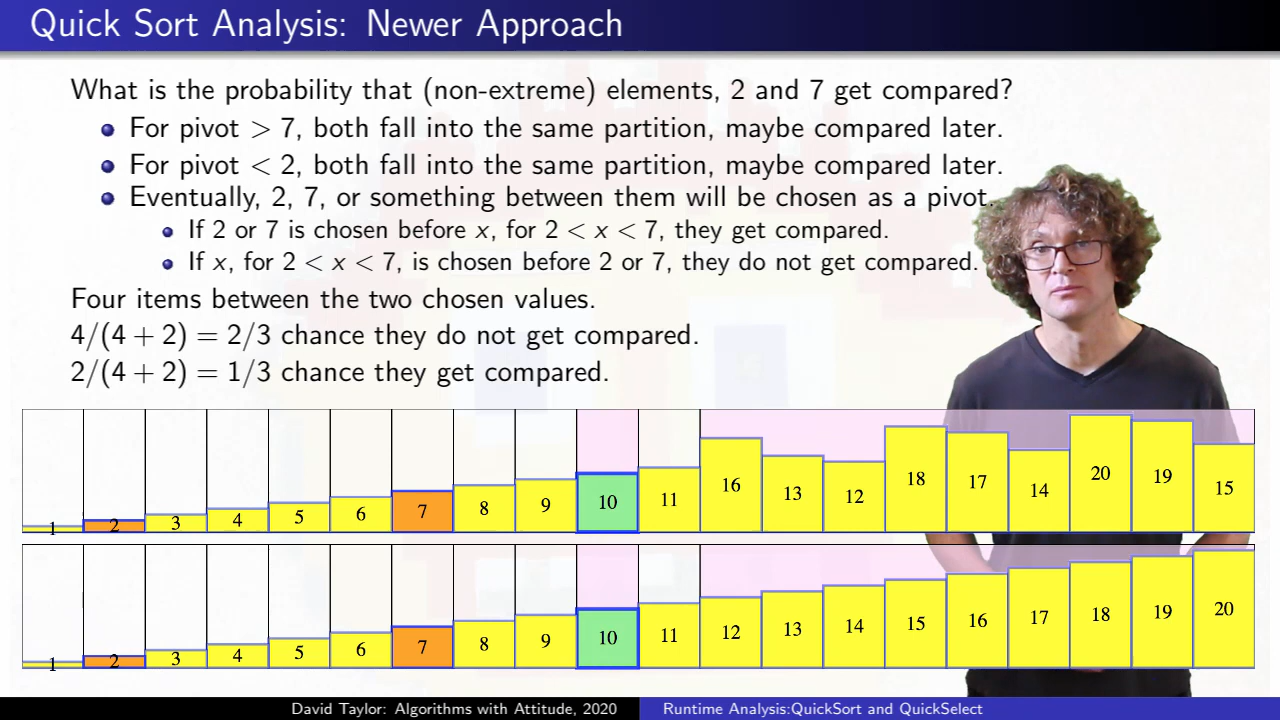 Quick Sort Analysis: Newer Approach
What is the probability that (non-extreme) elements, 2 and 7 get compared?
For pivot > 7, both fall into the same partition, maybe compared later.
For pivot < 2, both fall into the same partition, maybe compared later.
Eventually, 2, 7, or something between them will be chosen as a pivot.
If 2 or 7 is chosen before x, for 2 < x < 7, they get compared.
If x, for 2 < x < 7, is chosen before 2 or 7, they do not get compared.
Four items between the two chosen values.
4/(4 + 2) = 2/3 chance they do not get compared.
2/(4 + 2) = 1/3 chance they get compared.
1 2 3 4 5 6 7 8 9 10 11 16 13 12 18 17 14 20 19 15
1 2 3 4 5 6 7 8 9 10 11 12 13 14 15 16 17 18 19 20
David Taylor: Algorithms with Attitude, 2020 Runtime Analysis:QuickSort and QuickSelect